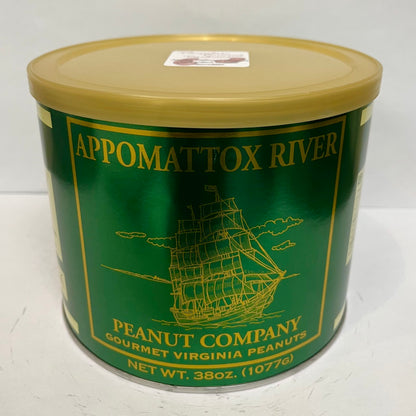 APPOMATTOX RIVER
PEANUT COMPANY
GOURMET VIRGINIA PEANUTS
NET WT. 38oz. (1077G)